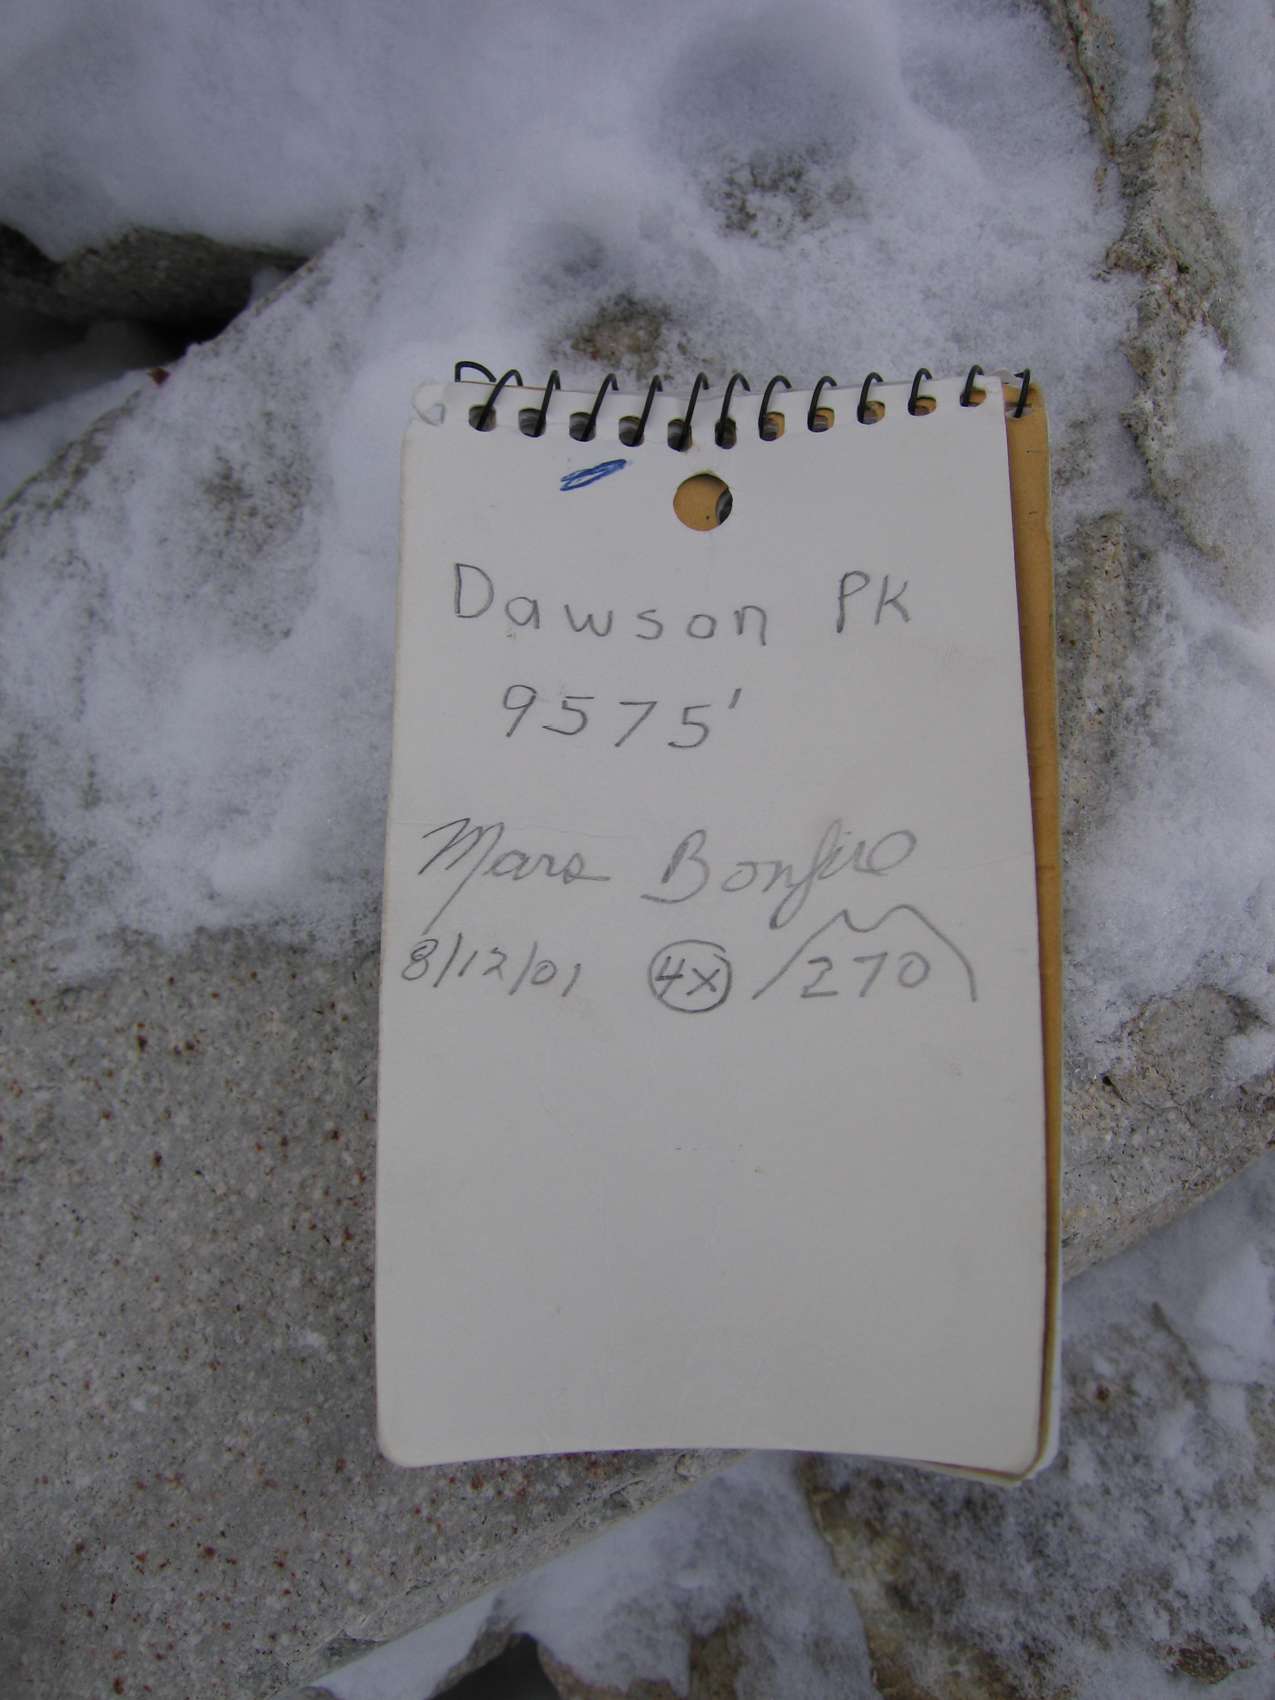 Dawson PK
9575'
Mars Bonfire
8/12/01 4x 270